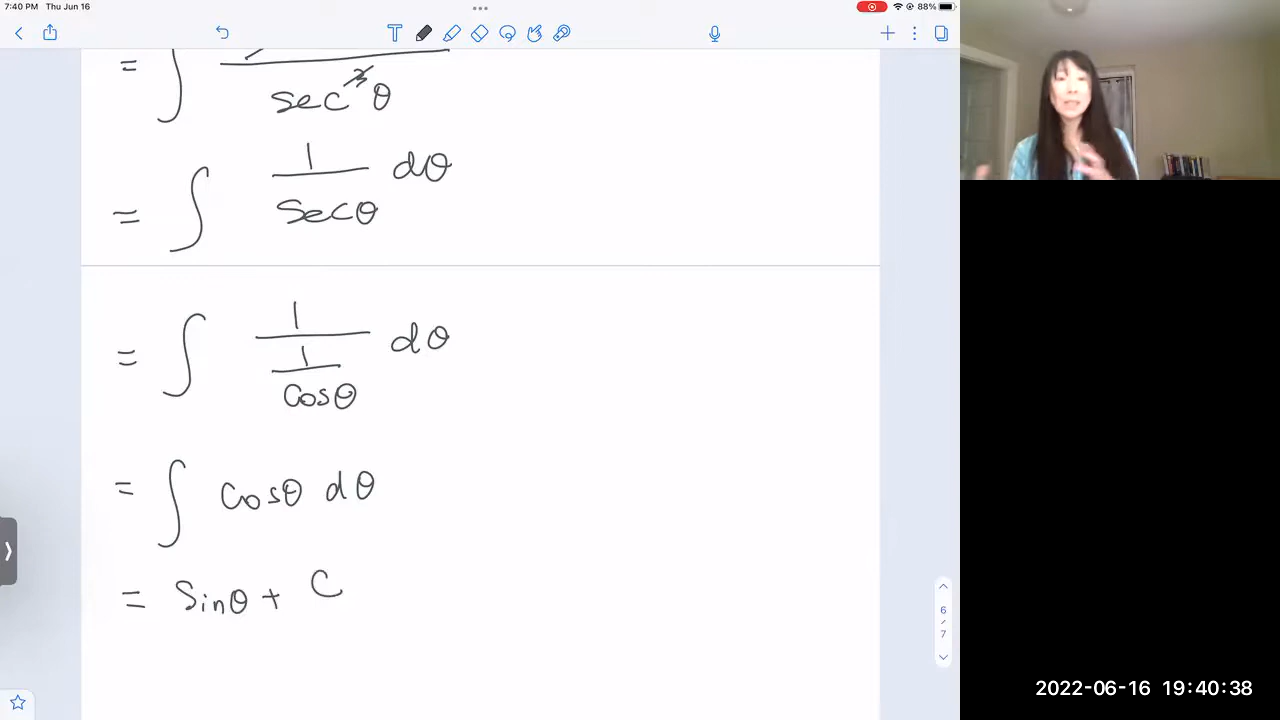 7:40 PM Thu Jun 16
88%
= ∫
sec³θ
= ∫ 1/secθ dθ
= ∫ 1/(1/cosθ) dθ
= ∫ cosθ dθ
= sinθ + C
6/7
2022-06-16 19:40:38